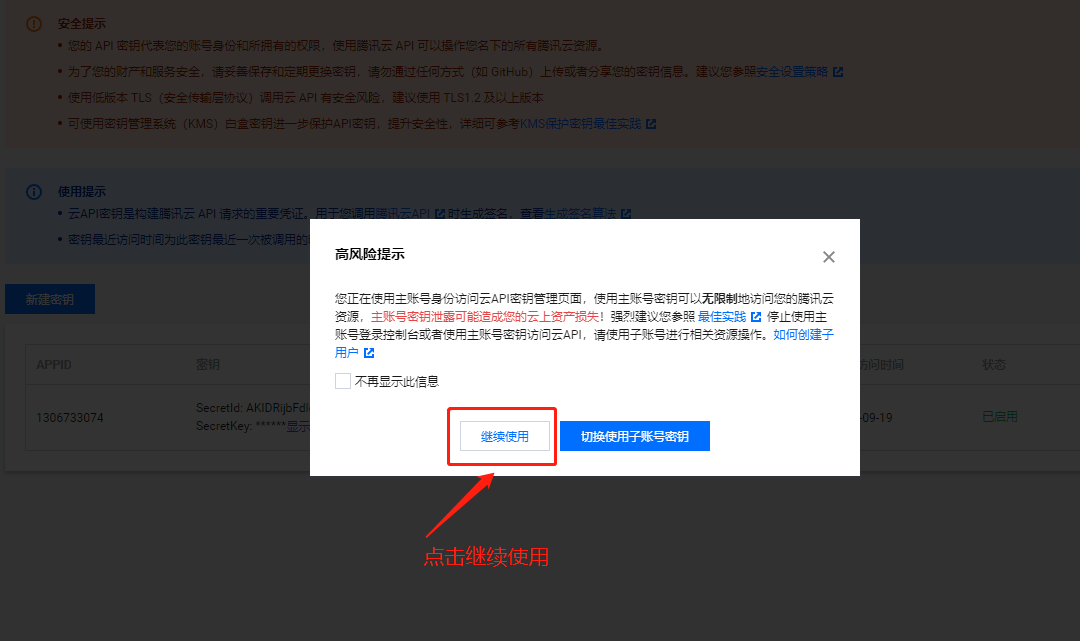 安全提示
• 您的 API 密钥代表您的账号身份和所拥有的权限，使用腾讯云 API 可以操作您名下的所有腾讯云资源。
• 为了您的财产和服务安全，请妥善保存和定期更换密钥，请勿通过任何方式（如 GitHub）上传或者分享您的密钥信息。建议您参照安全设置策略
• 使用低版本 TLS（安全传输层协议）调用云 API 有安全风险，建议使用 TLS1.2 及以上版本
• 可使用密钥管理系统（KMS）白盒密钥进一步保护API密钥，提升安全性，详细可参考KMS保护密钥最佳实践
使用提示
• 云API密钥是构建腾讯云 API 请求的重要凭证。用于您调用腾讯云API 时生成签名，查看生成签名算法
• 密钥最近访问时间为此密钥最近一次被调用的
新建密钥
高风险提示
您正在使用主账号身份访问云API密钥管理页面，使用主账号密钥可以无限制地访问您的腾讯云
资源，主账号密钥泄露可能造成您的云上资产损失！强烈建议您参照 最佳实践 停止使用主
账号登录控制台或者使用主账号密钥访问云API，请使用子账号进行相关资源操作。如何创建子
用户
不再显示此信息
继续使用 切换使用子账号密钥
APPID 密钥 访问时间 状态
1306733074 SecretId: AKIDRijbFdl -09-19 已启用
SecretKey: ******显示
点击继续使用